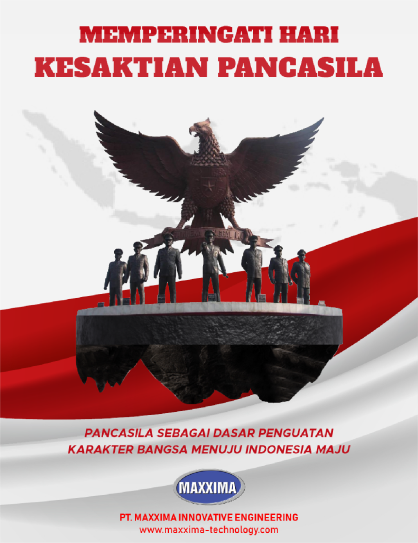 MEMPERINGATI HARI
KESAKTIAN PANCASILA
PANCASILA SEBAGAI DASAR PENGUATAN
KARAKTER BANGSA MENUJU INDONESIA MAJU
MAXXIMA
PT. MAXXIMA INNOVATIVE ENGINEERING
www.maxxima-technology.com